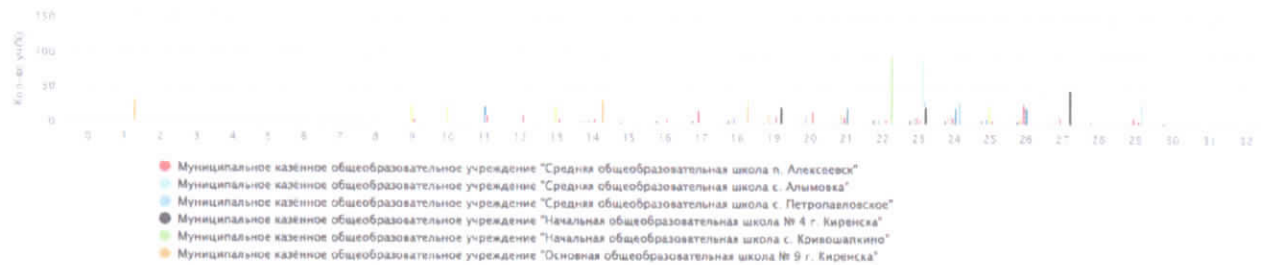 150
100
50
0
Кол-во уч(%)
0 1 2 3 4 5 6 7 8 9 10 11 12 13 14 15 16 17 18 19 20 21 22 23 24 25 26 27 28 29 30 31 32
Муниципальное казённое общеобразовательное учреждение "Средняя общеобразовательная школа п. Алексеевск"
Муниципальное казённое общеобразовательное учреждение "Средняя общеобразовательная школа с. Алымовка"
Муниципальное казённое общеобразовательное учреждение "Средняя общеобразовательная школа с. Петропавловское"
Муниципальное казённое общеобразовательное учреждение "Начальная общеобразовательная школа № 4 г. Киренска"
Муниципальное казённое общеобразовательное учреждение "Начальная общеобразовательная школа с. Кривошапкино"
Муниципальное казённое общеобразовательное учреждение "Основная общеобразовательная школа № 9 г. Киренска"